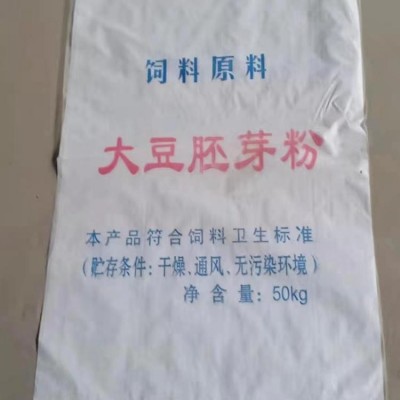 饲料原料
大豆胚芽粉
本产品符合饲料卫生标准
(贮存条件:干燥、通风、无污染环境)
净含量:50kg